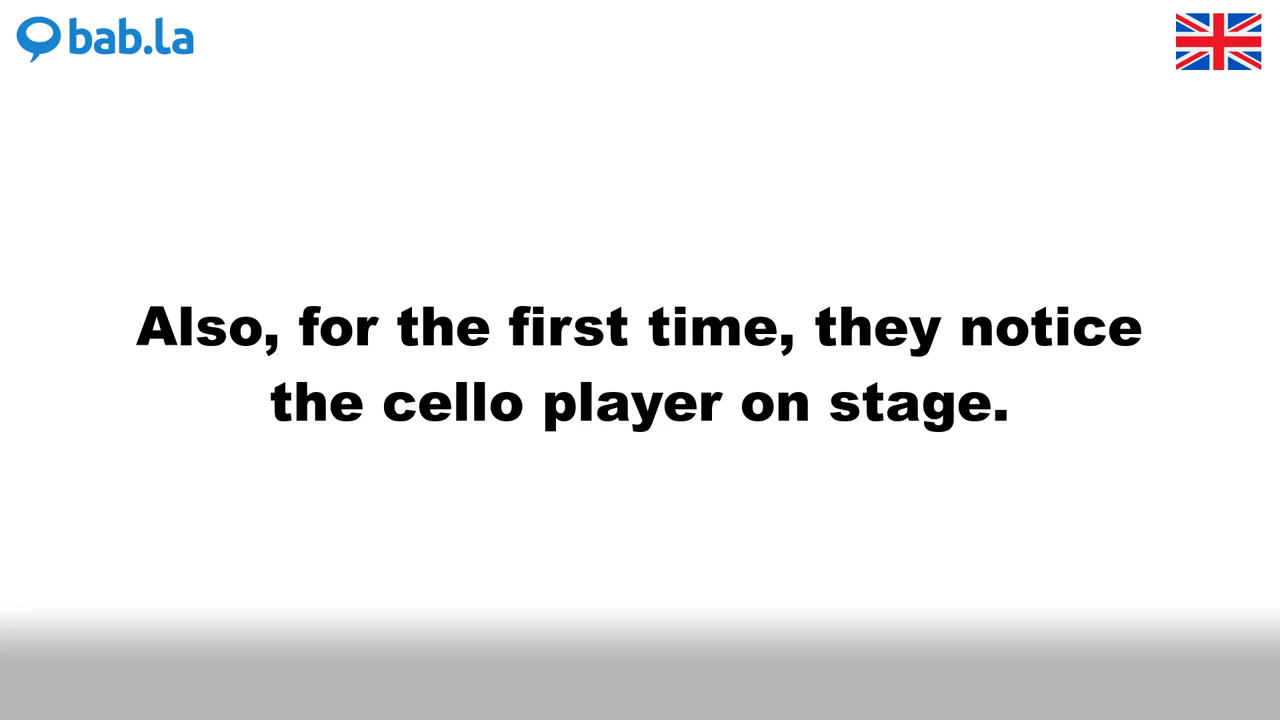 bab.la
Also, for the first time, they notice
the cello player on stage.